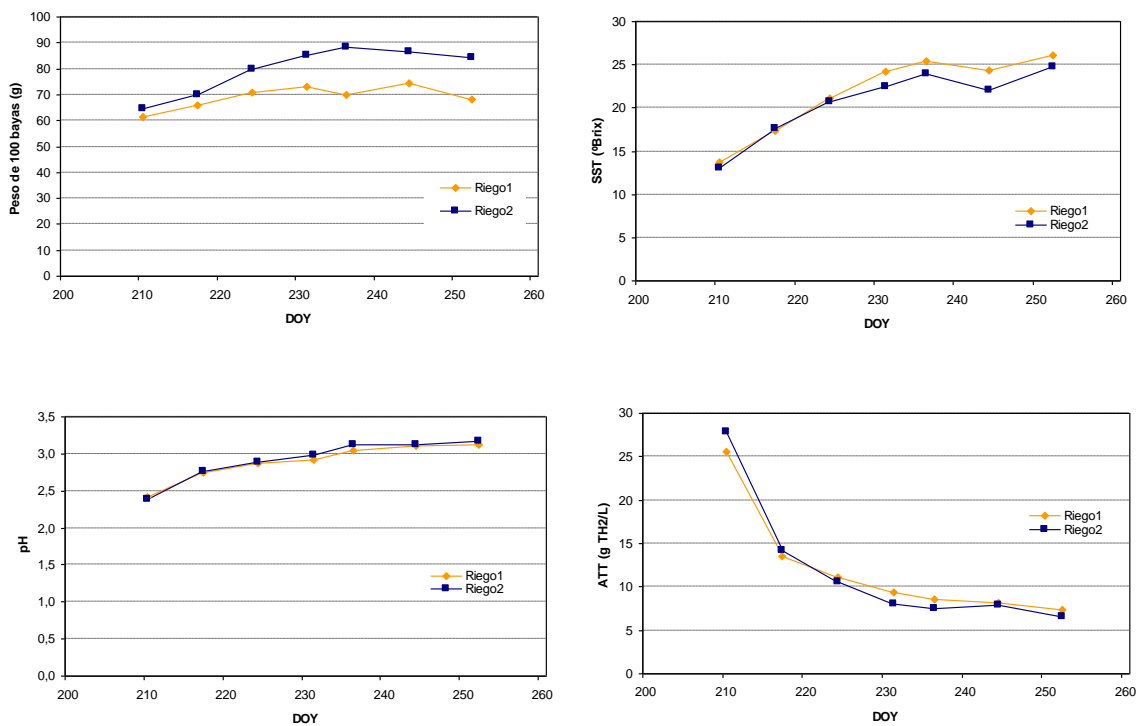 Peso de 100 bayas (g)
100
90
80
70
60
50
40
30
20
10
0
Riego1
Riego2
200 210 220 230 240 250 260
DOY
SST (ºBrix)
30
25
20
15
10
5
0
Riego1
Riego2
200 210 220 230 240 250 260
DOY
pH
3,5
3,0
2,5
2,0
1,5
1,0
0,5
0,0
Riego1
Riego2
200 210 220 230 240 250 260
DOY
ATT (g TH2/L)
30
25
20
15
10
5
0
Riego1
Riego2
200 210 220 230 240 250 260
DOY